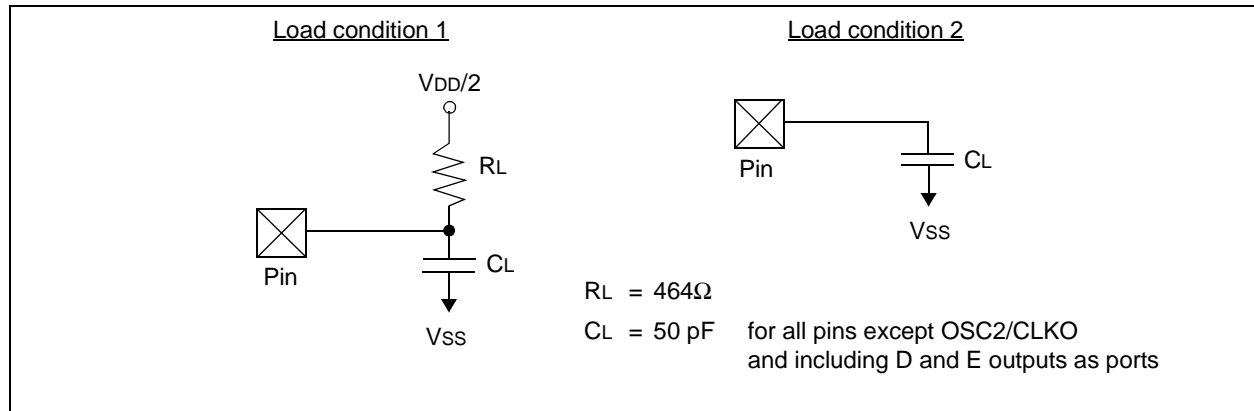 Load condition 1
VDD/2
RL
Pin
CL
VSS
Load condition 2
Pin
CL
VSS
RL = 464Ω
CL = 50 pF for all pins except OSC2/CLKO
and including D and E outputs as ports